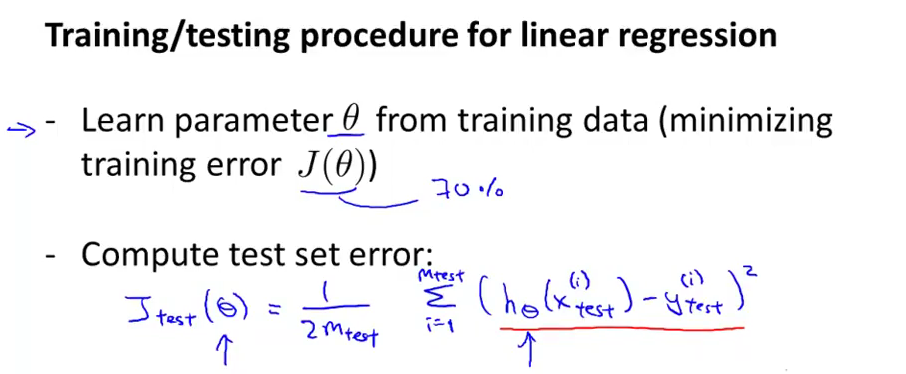 Training/testing procedure for linear regression
→ - Learn parameter θ from training data (minimizing
training error J(θ))
70%
- Compute test set error:
J_test(θ) = 1/(2m_test) Σ_{i=1}^{m_test} (h_θ(x_test^(i)) - y_test^(i))^2